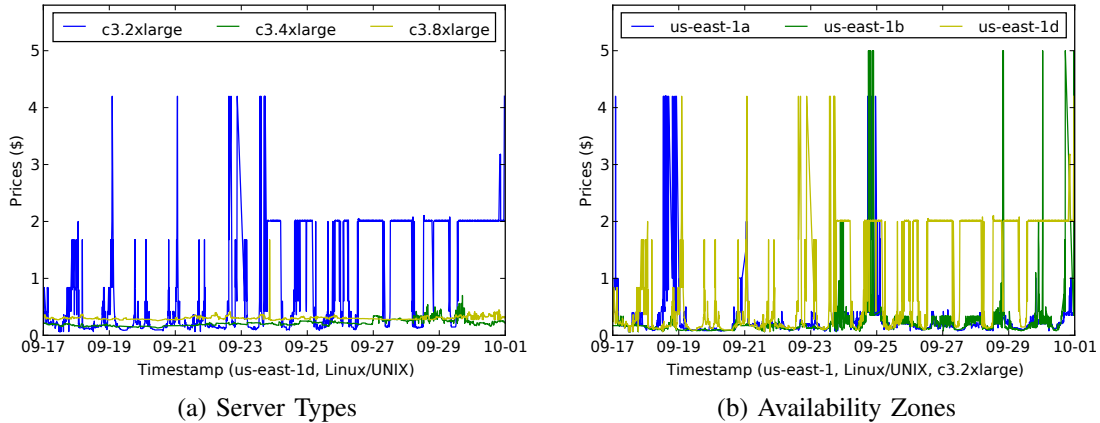 c3.2xlarge c3.4xlarge c3.8xlarge
5
4
3
2
1
0
Prices ($)
09-17 09-19 09-21 09-23 09-25 09-27 09-29 10-01
Timestamp (us-east-1d, Linux/UNIX)
(a) Server Types
us-east-1a us-east-1b us-east-1d
5
4
3
2
1
0
Prices ($)
09-17 09-19 09-21 09-23 09-25 09-27 09-29 10-01
Timestamp (us-east-1, Linux/UNIX, c3.2xlarge)
(b) Availability Zones